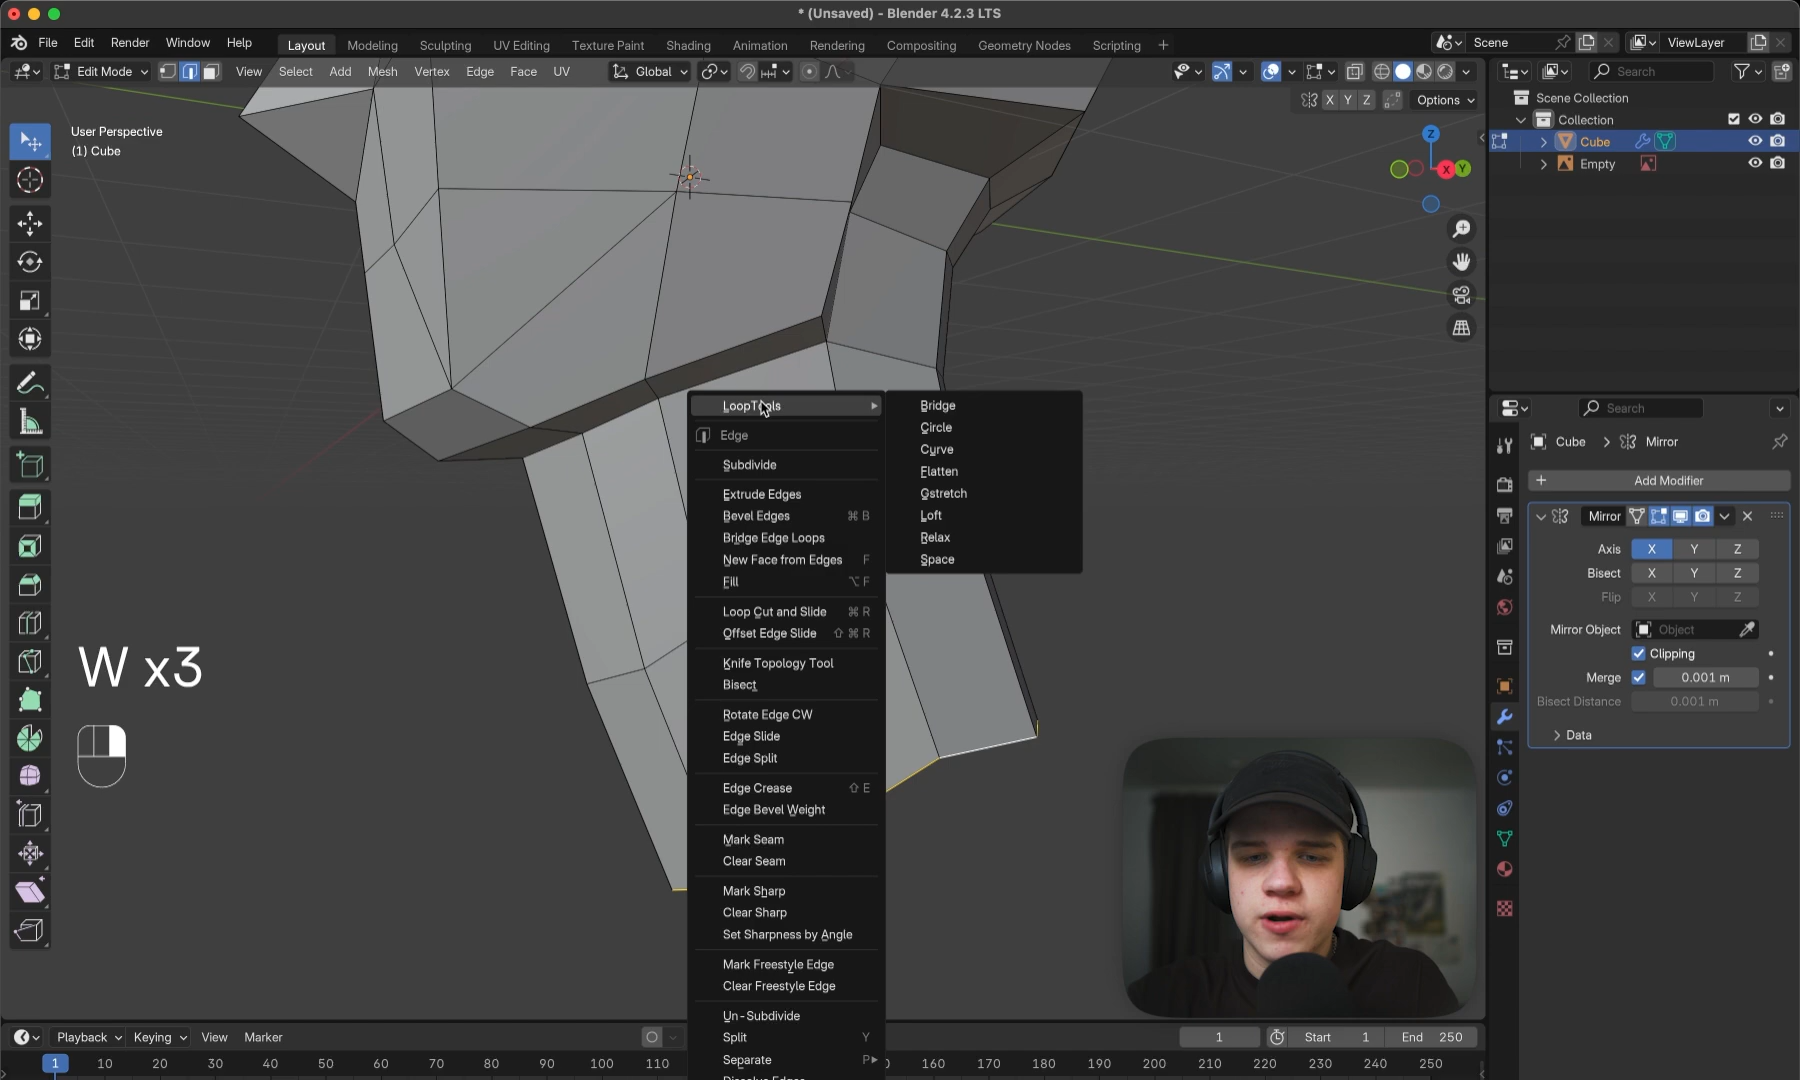 * (Unsaved) - Blender 4.2.3 LTS
File Edit Render Window Help Layout Modeling Sculpting UV Editing Texture Paint Shading Animation Rendering Compositing Geometry Nodes Scripting + Scene ViewLayer
Edit Mode View Select Add Mesh Vertex Edge Face UV Global Search
X Y Z Options
User Perspective
(1) Cube
Scene Collection
Collection
Cube
Empty
Z
X Y
LoopTools
Edge
Subdivide
Extrude Edges
Bevel Edges ⌘ B
Bridge Edge Loops
New Face from Edges F
Fill ⌥ F
Loop Cut and Slide ⌘ R
Offset Edge Slide ⇧ ⌘ R
Knife Topology Tool
Bisect
Rotate Edge CW
Edge Slide
Edge Split
Edge Crease ⇧ E
Edge Bevel Weight
Mark Seam
Clear Seam
Mark Sharp
Clear Sharp
Set Sharpness by Angle
Mark Freestyle Edge
Clear Freestyle Edge
Un-Subdivide
Split Y
Separate P
Bridge
Circle
Curve
Flatten
Gstretch
Loft
Relax
Space
W x3
Search
Cube > Mirror
+ Add Modifier
Mirror
Axis X Y Z
Bisect X Y Z
Flip X Y Z
Mirror Object Object
Clipping
Merge 0.001 m
Bisect Distance 0.001 m
Data
Playback Keying View Marker 1 Start 1 End 250
1 10 20 30 40 50 60 70 80 90 100 110 160 170 180 190 200 210 220 230 240 250